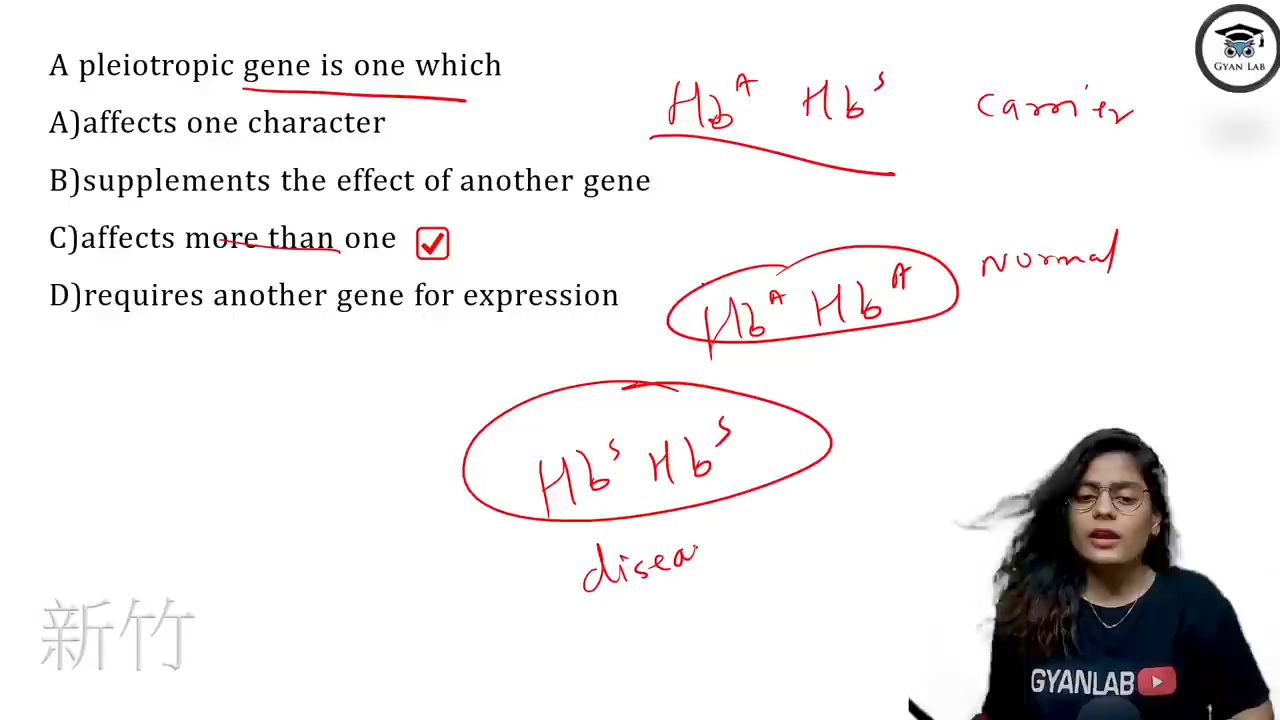 A pleiotropic gene is one which
A)affects one character
B)supplements the effect of another gene
C)affects more than one
D)requires another gene for expression
Hb^A Hb^S carrier
Hb^A Hb^A Normal
Hb^S Hb^S
disea
GYAN LAB
GYANLAB
新竹